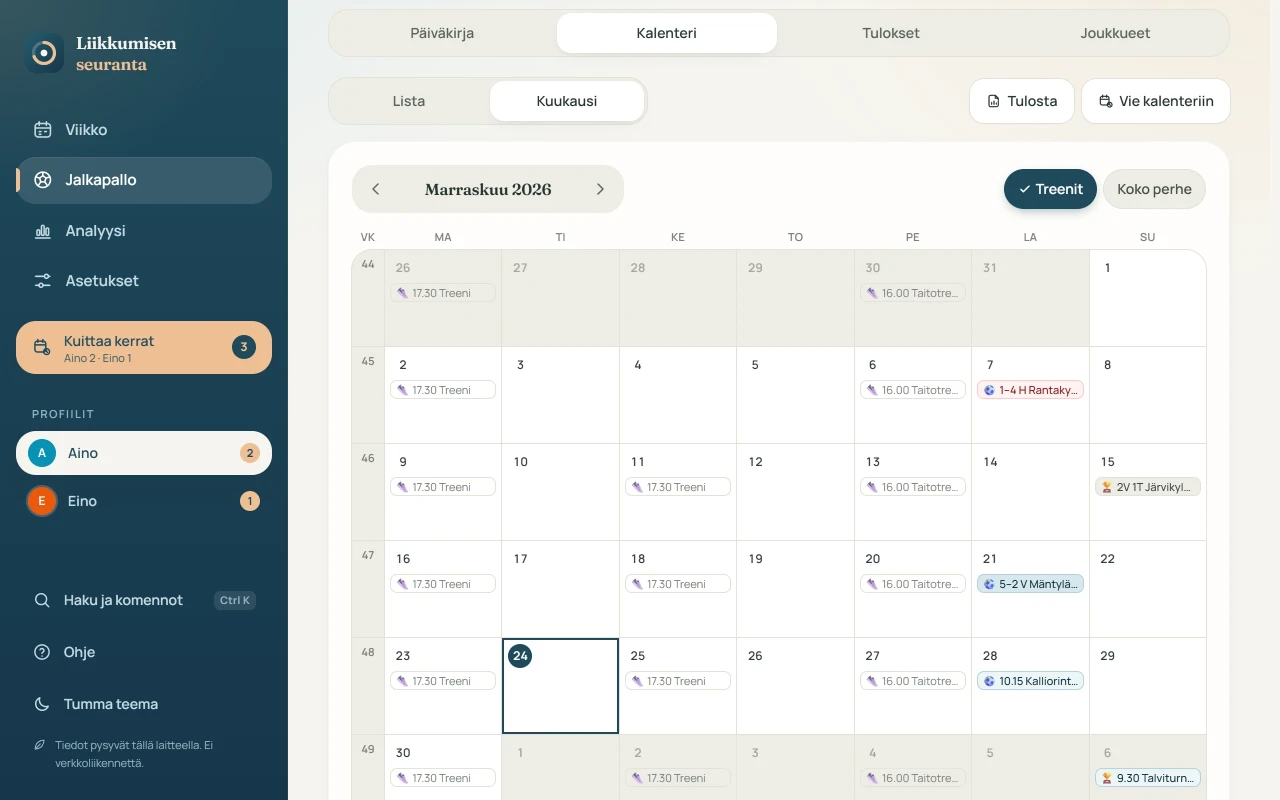 Liikkumisen
seuranta
Viikko
Jalkapallo
Analyysi
Asetukset
Kuittaa kerrat
Aino 2 · Eino 1
3
PROFIILIT
A Aino 2
E Eino 1
Haku ja komennot Ctrl K
Ohje
Tumma teema
Tiedot pysyvät tällä laitteella. Ei
verkkoliikennettä.
Päiväkirja Kalenteri Tulokset Joukkueet
Lista Kuukausi Tulosta Vie kalenteriin
Marraskuu 2026 Treenit Koko perhe
VK MA TI KE TO PE LA SU
44 26 27 28 29 30 31 1
17.30 Treeni 16.00 Taitotre...
45 2 3 4 5 6 7 8
17.30 Treeni 16.00 Taitotre... 1–4 H Rantaky...
46 9 10 11 12 13 14 15
17.30 Treeni 17.30 Treeni 16.00 Taitotre... 2V 1T Järvikyl...
47 16 17 18 19 20 21 22
17.30 Treeni 17.30 Treeni 16.00 Taitotre... 5–2 V Mäntylä...
48 23 24 25 26 27 28 29
17.30 Treeni 17.30 Treeni 16.00 Taitotre... 10.15 Kalliorint...
49 30 1 2 3 4 5 6
17.30 Treeni 17.30 Treeni 16.00 Taitotre... 9.30 Talviturn...